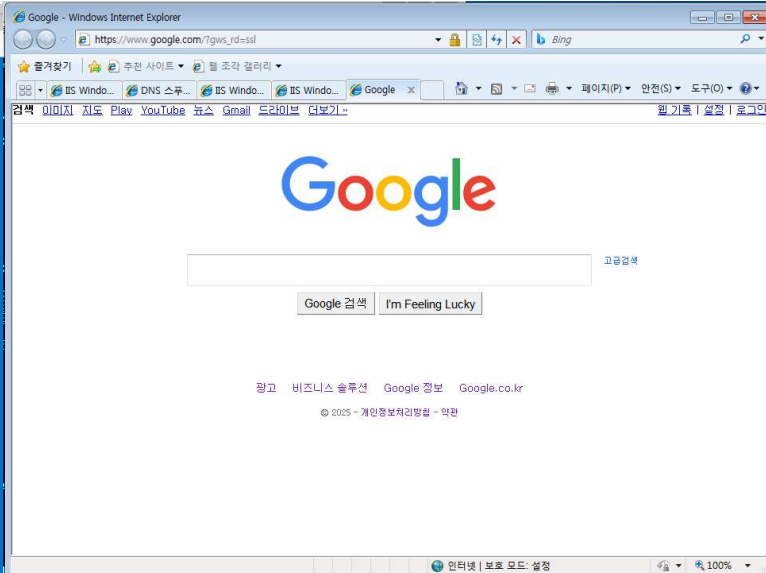 Google - Windows Internet Explorer
https://www.google.com/?gws_rd=ssl
Bing
즐겨찾기 추천 사이트 웹 조각 갤러리
IIS Windo... DNS 스푸... IIS Windo... IIS Windo... Google x 페이지(P) 안전(S) 도구(O)
검색 이미지 지도 Play YouTube 뉴스 Gmail 드라이브 더보기 » 웹 기록 | 설정 | 로그인
Google
고급검색
Google 검색 I'm Feeling Lucky
광고 비즈니스 솔루션 Google 정보 Google.co.kr
© 2025 - 개인정보처리방침 - 약관
인터넷 | 보호 모드: 설정 100%